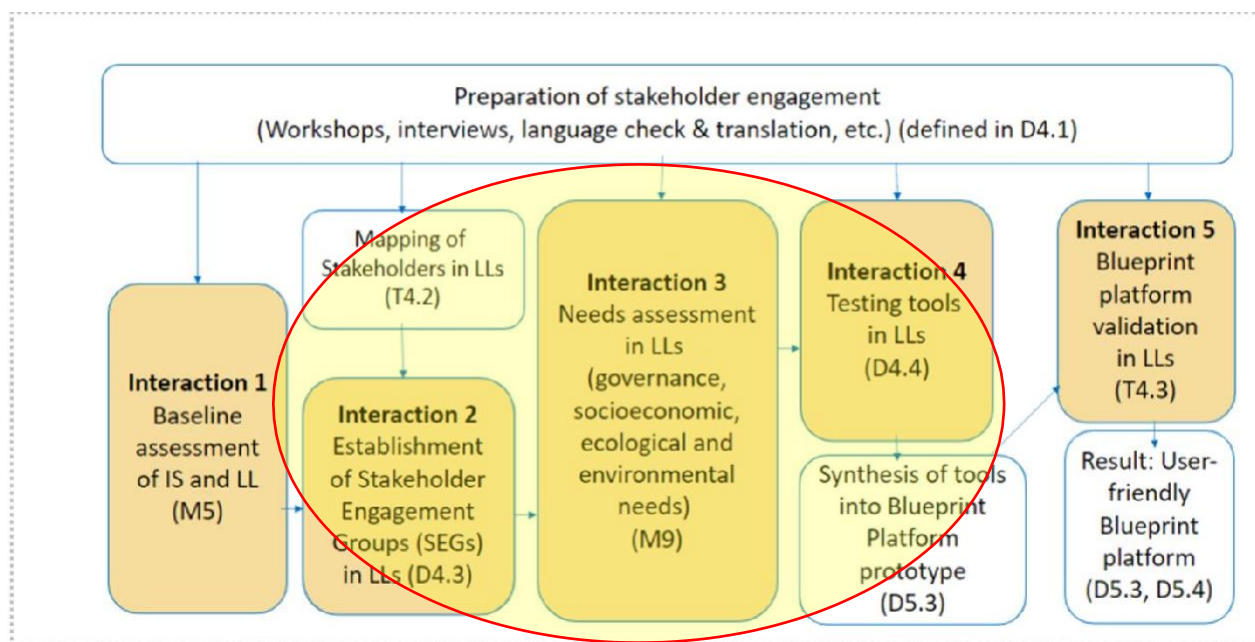 Preparation of stakeholder engagement
(Workshops, interviews, language check & translation, etc.) (defined in D4.1)
Interaction 1
Baseline
assessment
of IS and LL
(M5)
Mapping of
Stakeholders in LLs
(T4.2)
Interaction 2
Establishment
of Stakeholder
Engagement
Groups (SEGs)
in LLs (D4.3)
Interaction 3
Needs assessment
in LLs
(governance,
socioeconomic,
ecological and
environmental
needs)
(M9)
Interaction 4
Testing tools
in LLs
(D4.4)
Synthesis of tools
into Blueprint
Platform
prototype
(D5.3)
Interaction 5
Blueprint
platform
validation
in LLs
(T4.3)
Result: User-
friendly
Blueprint
platform
(D5.3, D5.4)